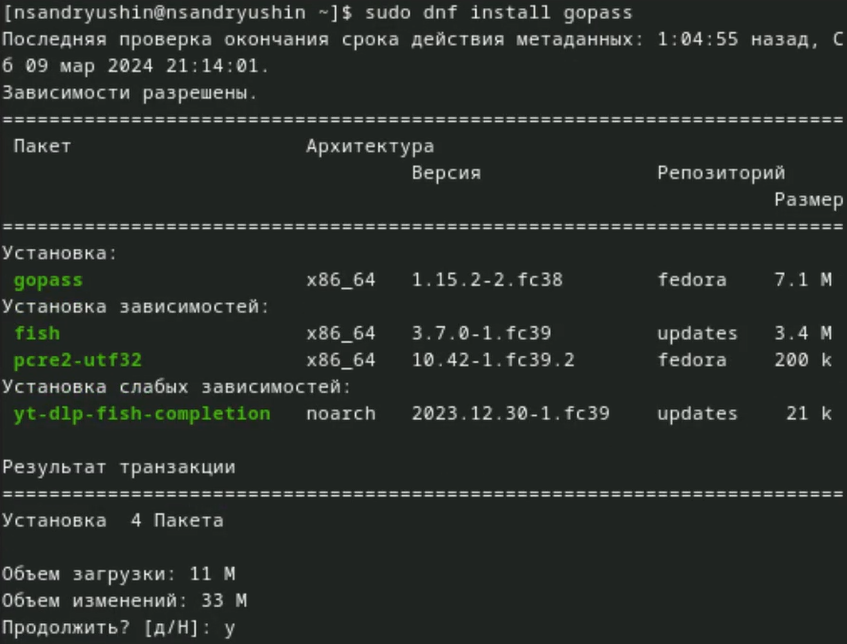 [nsandryushin@nsandryushin ~]$ sudo dnf install gopass
Последняя проверка окончания срока действия метаданных: 1:04:55 назад, С
б 09 мар 2024 21:14:01.
Зависимости разрешены.
========================================================================
Пакет Архитектура
Версия Репозиторий
Размер
========================================================================
Установка:
gopass x86_64 1.15.2-2.fc38 fedora 7.1 M
Установка зависимостей:
fish x86_64 3.7.0-1.fc39 updates 3.4 M
pcre2-utf32 x86_64 10.42-1.fc39.2 fedora 200 k
Установка слабых зависимостей:
yt-dlp-fish-completion noarch 2023.12.30-1.fc39 updates 21 k
Результат транзакции
========================================================================
Установка 4 Пакета
Объем загрузки: 11 M
Объем изменений: 33 M
Продолжить? [д/Н]: y